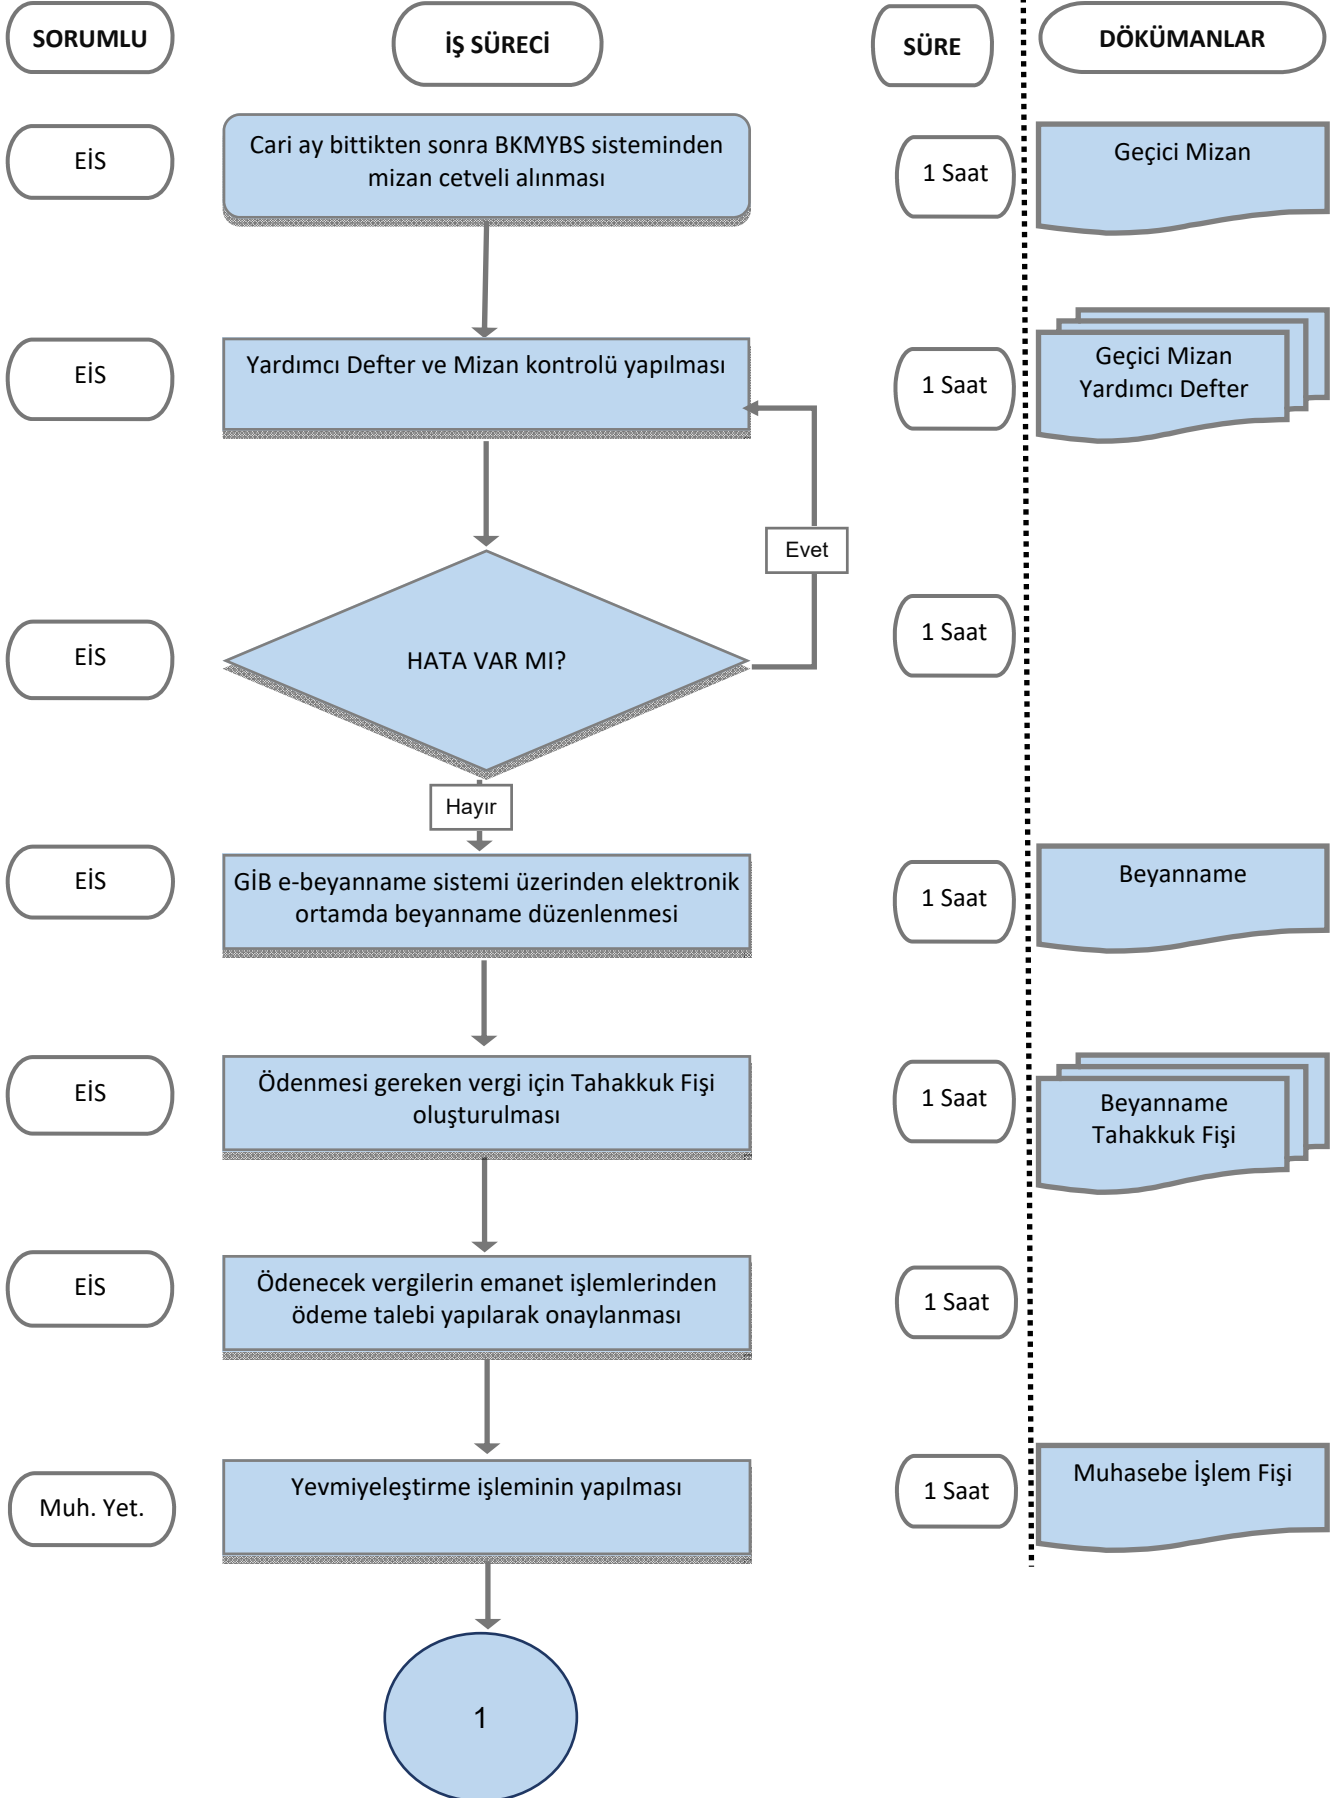 SORUMLU
İŞ SÜRECİ
SÜRE
DÖKÜMANLAR
EİS
Cari ay bittikten sonra BKMYBS sisteminden
mizan cetveli alınması
1 Saat
Geçici Mizan
EİS
Yardımcı Defter ve Mizan kontrolü yapılması
1 Saat
Geçici Mizan
Yardımcı Defter
Evet
EİS
HATA VAR MI?
1 Saat
Hayır
EİS
GİB e-beyanname sistemi üzerinden elektronik
ortamda beyanname düzenlenmesi
1 Saat
Beyanname
EİS
Ödenmesi gereken vergi için Tahakkuk Fişi
oluşturulması
1 Saat
Beyanname
Tahakkuk Fişi
EİS
Ödenecek vergilerin emanet işlemlerinden
ödeme talebi yapılarak onaylanması
1 Saat
Muh. Yet.
Yevmiyeleştirme işleminin yapılması
1 Saat
Muhasebe İşlem Fişi
1